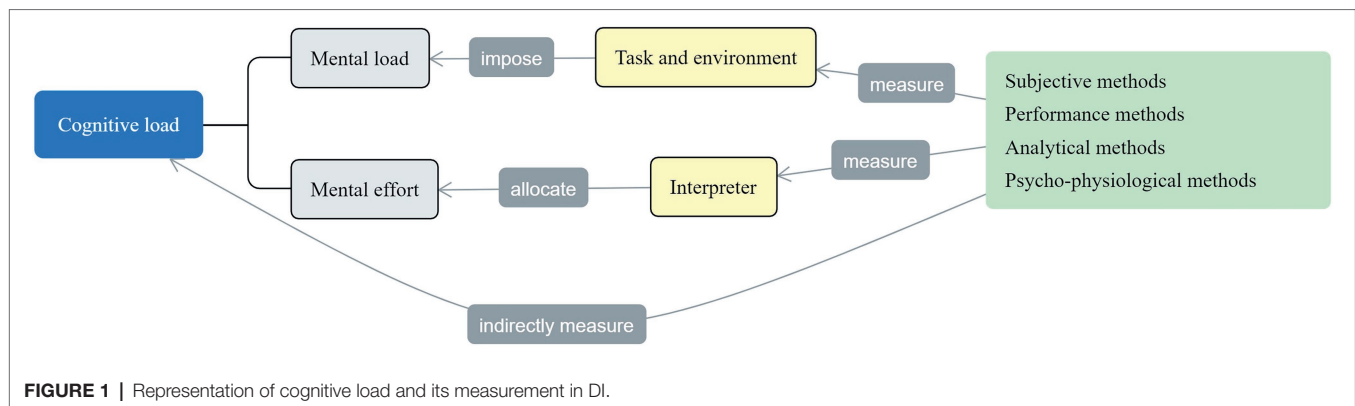 Mental load
impose
Task and environment
measure
Subjective methods
Performance methods
Analytical methods
Psycho-physiological methods
Cognitive load
measure
Mental effort
allocate
Interpreter
indirectly measure
FIGURE 1 | Representation of cognitive load and its measurement in DI.